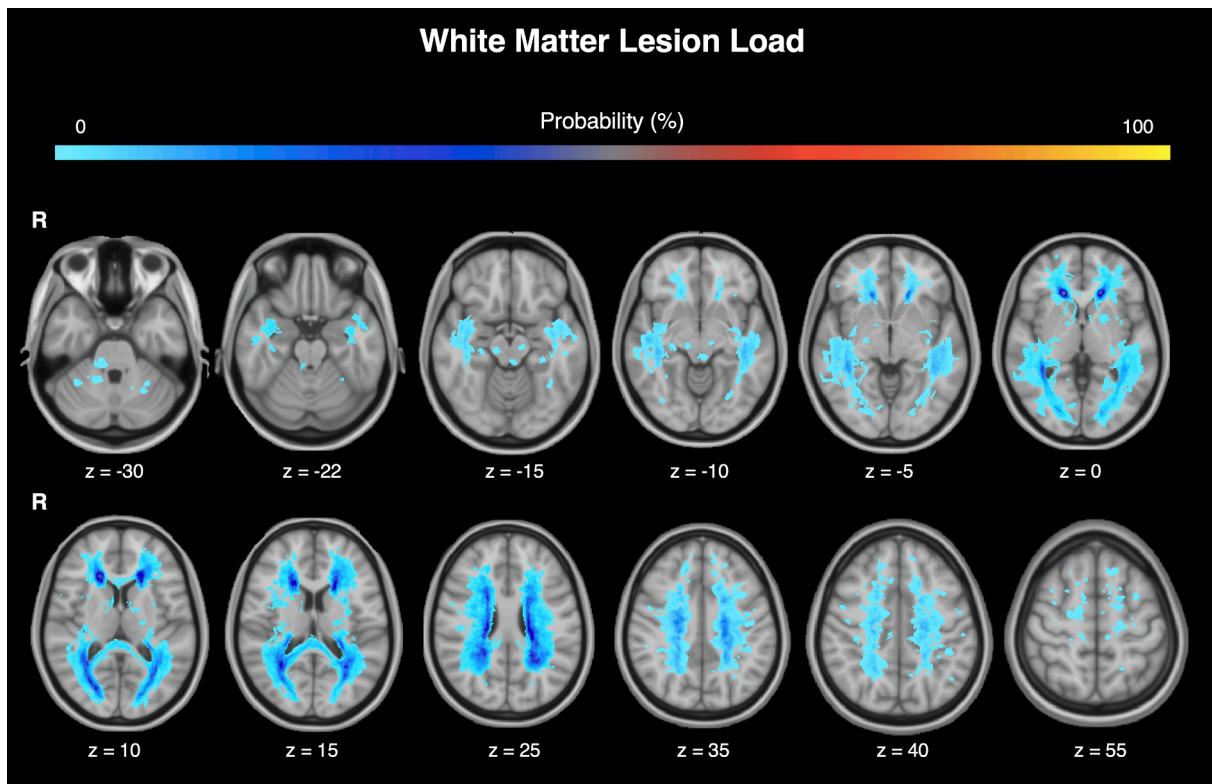 White Matter Lesion Load
Probability (%)
0 100
R
z = -30 z = -22 z = -15 z = -10 z = -5 z = 0
R
z = 10 z = 15 z = 25 z = 35 z = 40 z = 55